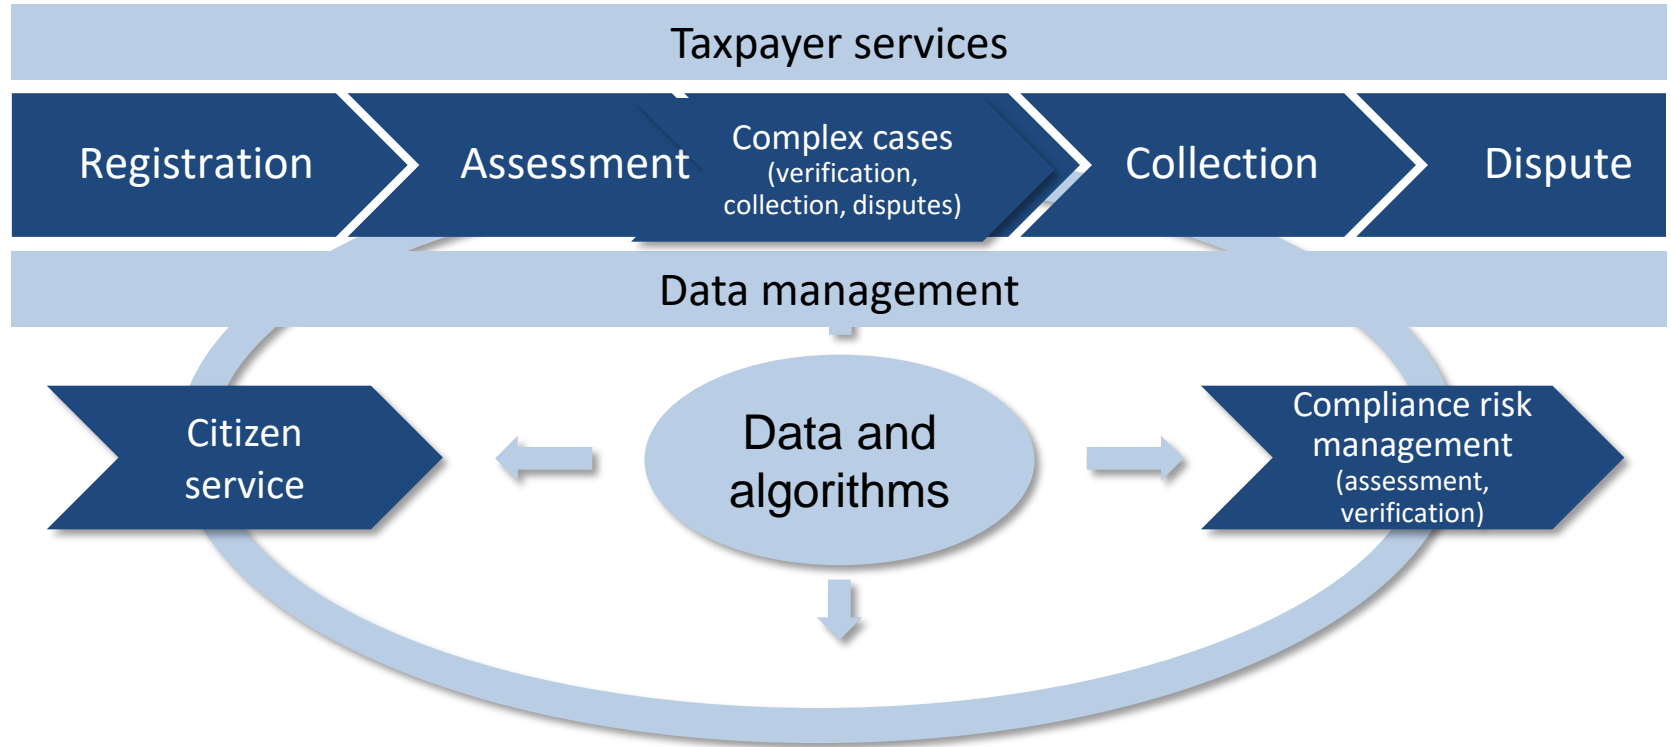 Taxpayer services
Registration
Assessment
Complex cases
(verification,
collection, disputes)
Collection
Dispute
Data management
Citizen
service
Data and
algorithms
Compliance risk
management
(assessment,
verification)